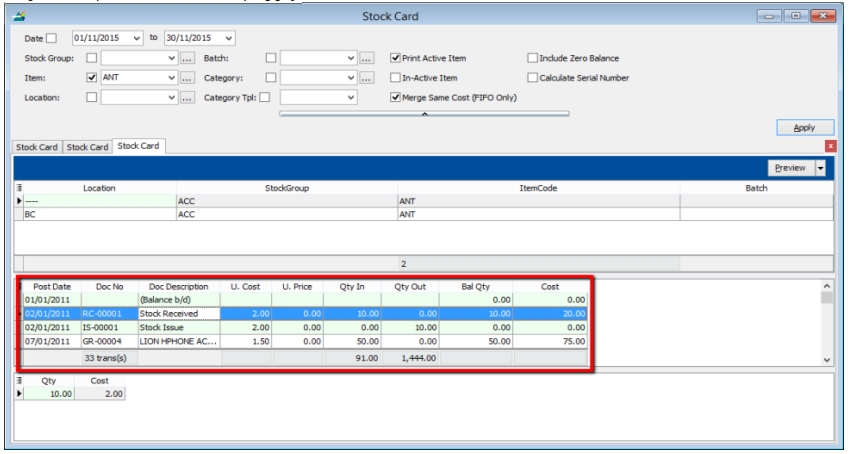 Stock Card
Date 01/11/2015 to 30/11/2015
Stock Group: ... Batch: ... Print Active Item Include Zero Balance
Item: ANT ... Category: ... In-Active Item Calculate Serial Number
Location: ... Category Tpl: Merge Same Cost (FIFO Only)
Apply
Stock Card Stock Card Stock Card
Preview
Location StockGroup ItemCode Batch
---- ACC ANT
BC ACC ANT
2
Post Date Doc No Doc Description U. Cost U. Price Qty In Qty Out Bal Qty Cost
01/01/2011 (Balance b/d) 0.00 0.00
02/01/2011 RC-00001 Stock Received 2.00 0.00 10.00 0.00 10.00 20.00
02/01/2011 IS-00001 Stock Issue 2.00 0.00 0.00 10.00 0.00 0.00
07/01/2011 GR-00004 LION HPHONE AC... 1.50 0.00 50.00 0.00 50.00 75.00
33 trans(s) 91.00 1,444.00
Qty Cost
10.00 2.00